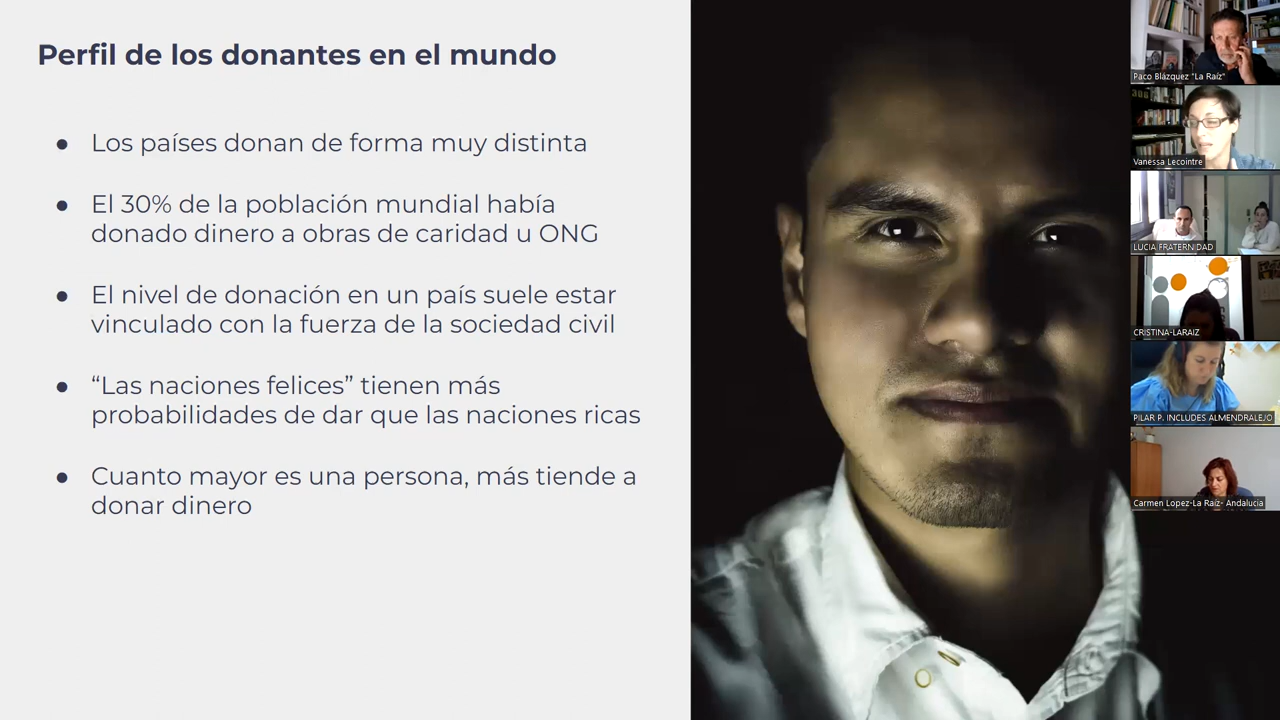 Perfil de los donantes en el mundo
● Los países donan de forma muy distinta
● El 30% de la población mundial había
donado dinero a obras de caridad u ONG
● El nivel de donación en un país suele estar
vinculado con la fuerza de la sociedad civil
● “Las naciones felices” tienen más
probabilidades de dar que las naciones ricas
● Cuanto mayor es una persona, más tiende a
donar dinero
Paco Blázquez "La Raíz"
Vanessa Lecointre
LUCIA FRATERNIDAD
CRISTINA-LARAIZ
PILAR P. INCLUDES ALMENDRALEJO
Carmen Lopez-La Raíz- Andalucia